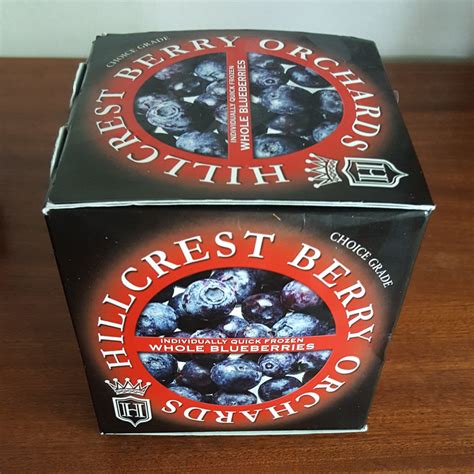 CHOICE GRADE
HILLCREST BERRY ORCHARDS
INDIVIDUALLY QUICK FROZEN
WHOLE BLUEBERRIES
H
HILLCREST BERRY ORCHARDS
CHOICE GRADE
INDIVIDUALLY QUICK FROZEN
WHOLE BLUEBERRIES
H